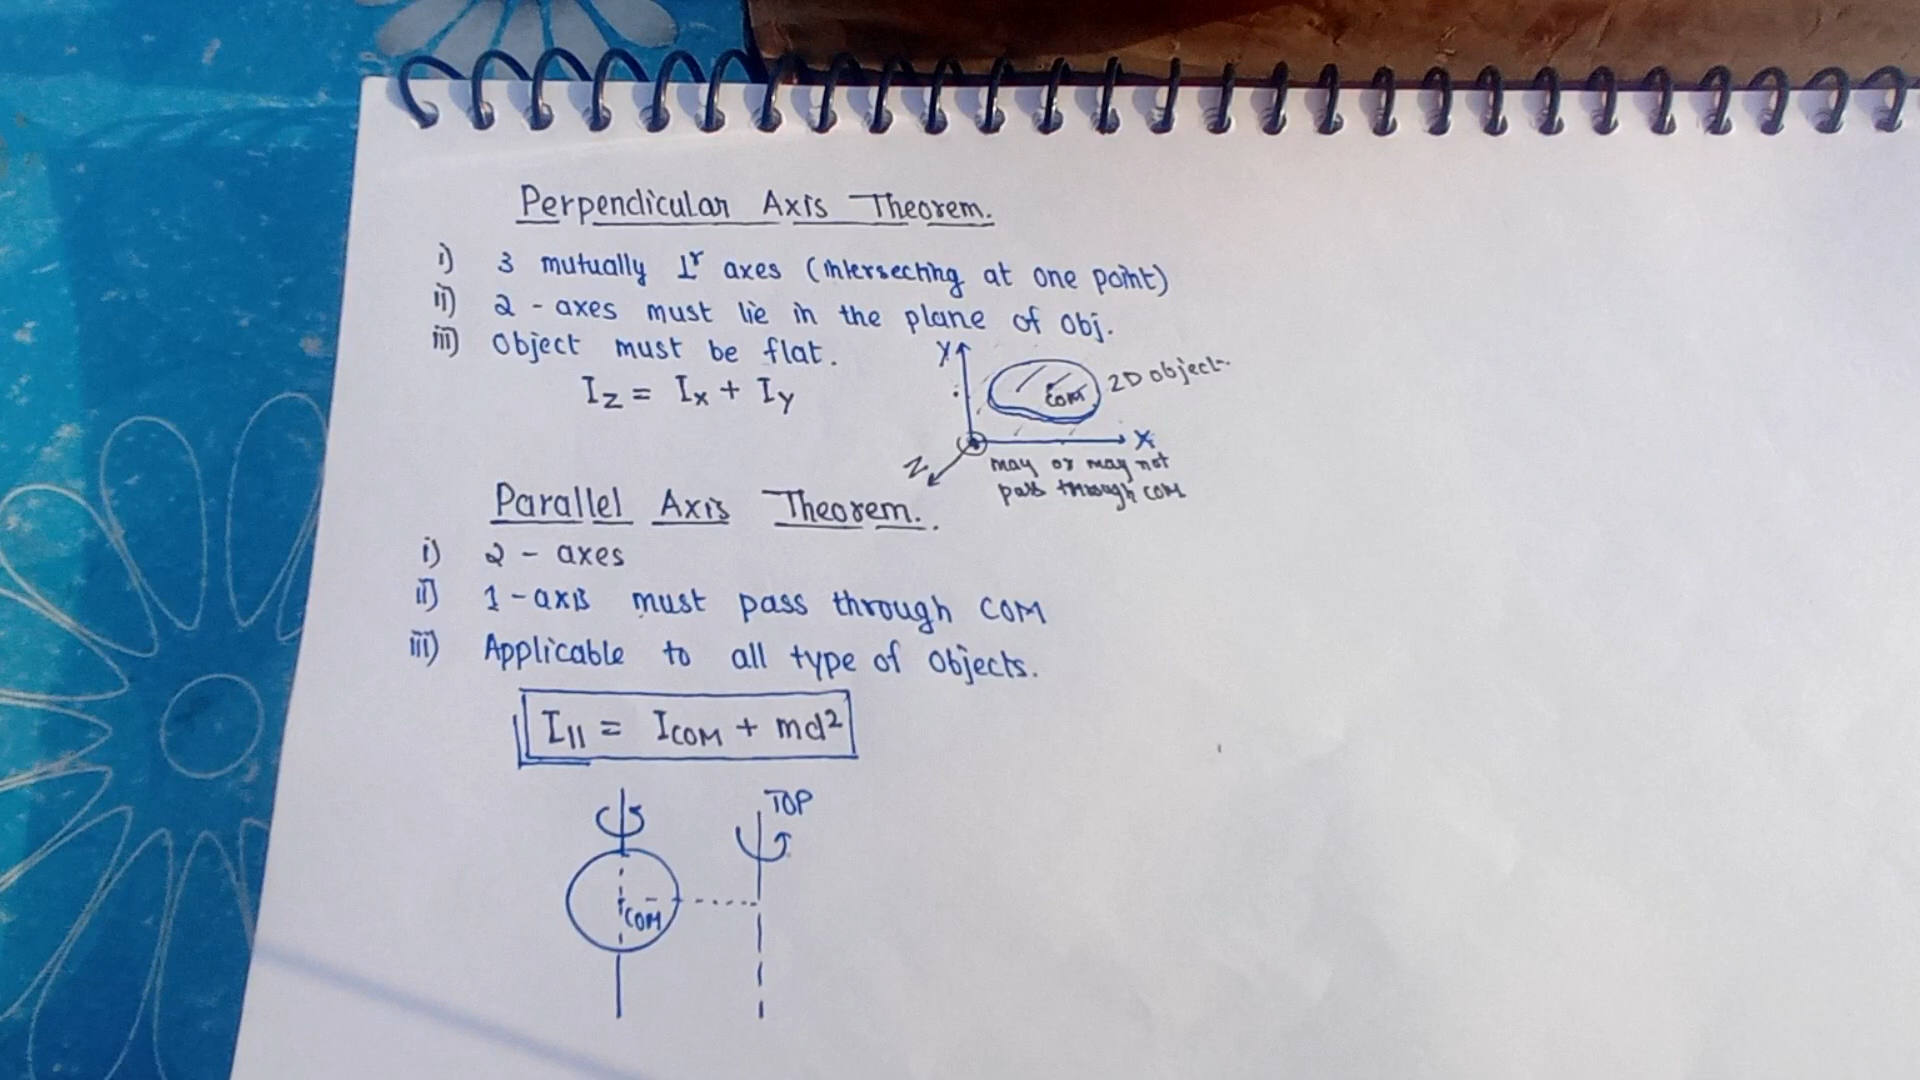 Perpendicular Axis Theorem.
i) 3 mutually ⊥r axes (intersecting at one point)
ii) 2 - axes must lie in the plane of obj.
iii) Object must be flat.
Iz = Ix + Iy
Y
COM
2D object
X
Z
may or may not
pass through COM
Parallel Axis Theorem.
i) 2 - axes
ii) 1 - axis must pass through COM
iii) Applicable to all type of objects.
I|| = ICOM + md²
TOP
COM